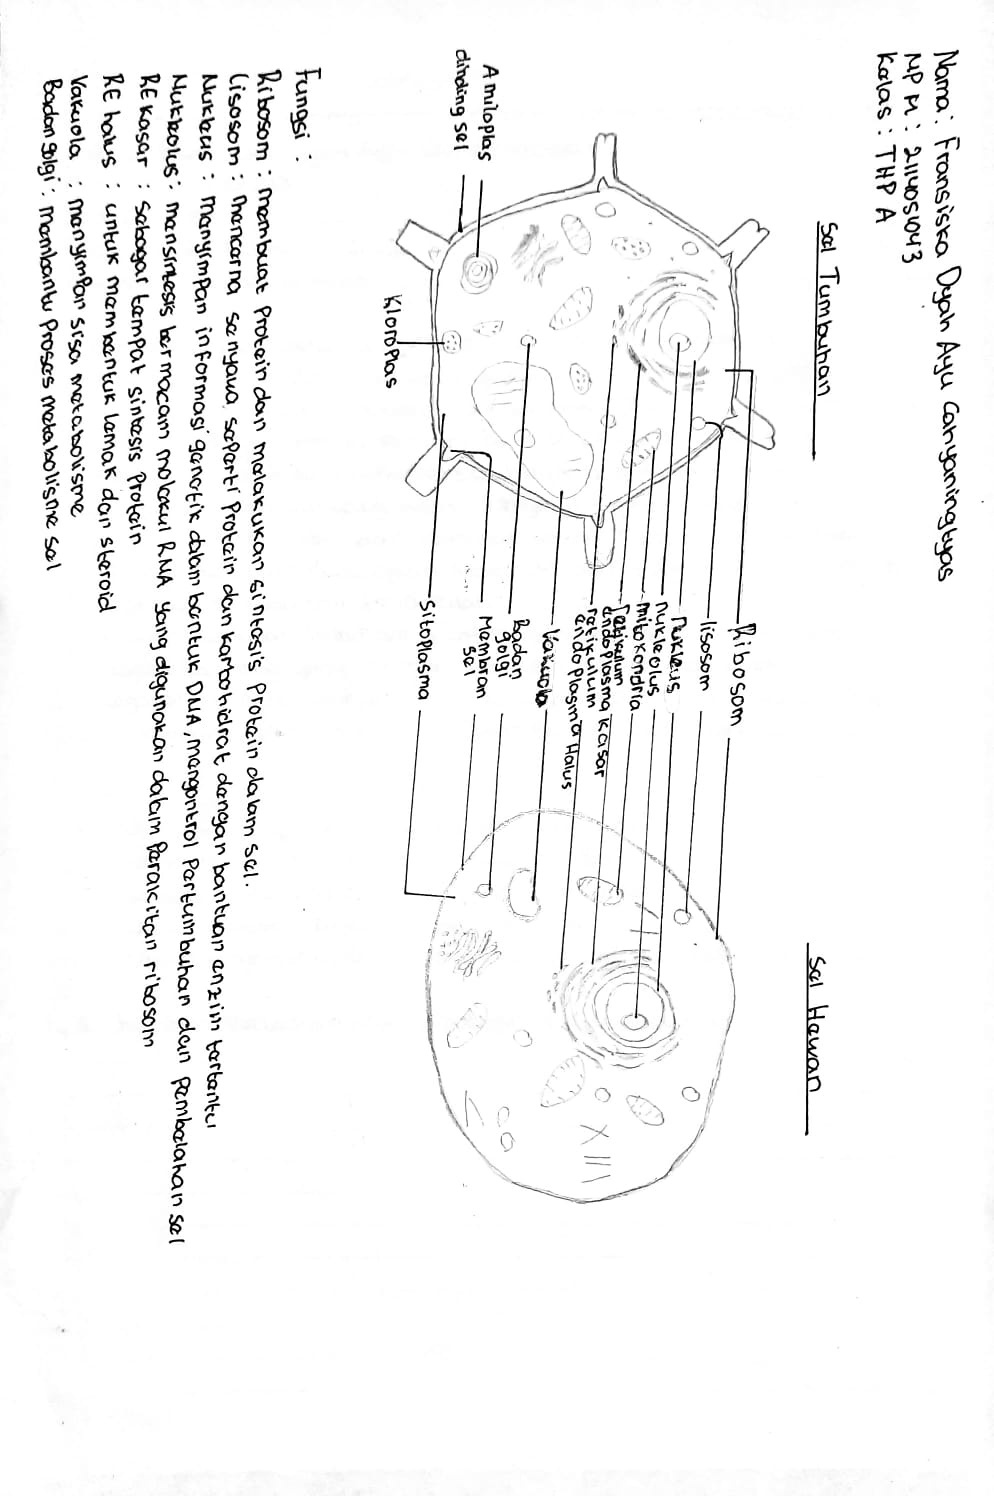 Nama : Fransiska Dyah Ayu Cahyaningtyas
NPM : 2114051043
Kelas : THP A
Sel Tumbuhan
Sel Hewan
Amiloplas
dinding sel
Kloroplas
Ribosom
lisosom
Nukleus
nukleolus
mitokondria
retikulum
endoplasma kasar
retikulum
endoplasma Halus
Vakuola
Badan
golgi
Membran
sel
Sitoplasma
Fungsi :
Ribosom : membuat Protein dan melakukan sintesis Protein dalam sel.
Lisosom : mencerna senyawa seperti Protein dan karbohidrat dengan bantuan enzim tertentu
Nukleus : menyimpan informasi genetik dalam bentuk DNA, mengontrol Pertumbuhan dan pembelahan sel
Nukleolus : mensintesis bermacam molekul RNA yang digunakan dalam Perakitan ribosom
RE kasar : sebagai tempat sintesis Protein
RE halus : untuk membentuk lemak dan steroid
Vakuola : menyimpan sisa metabolisme
Badan golgi : membantu Proses metabolisme sel